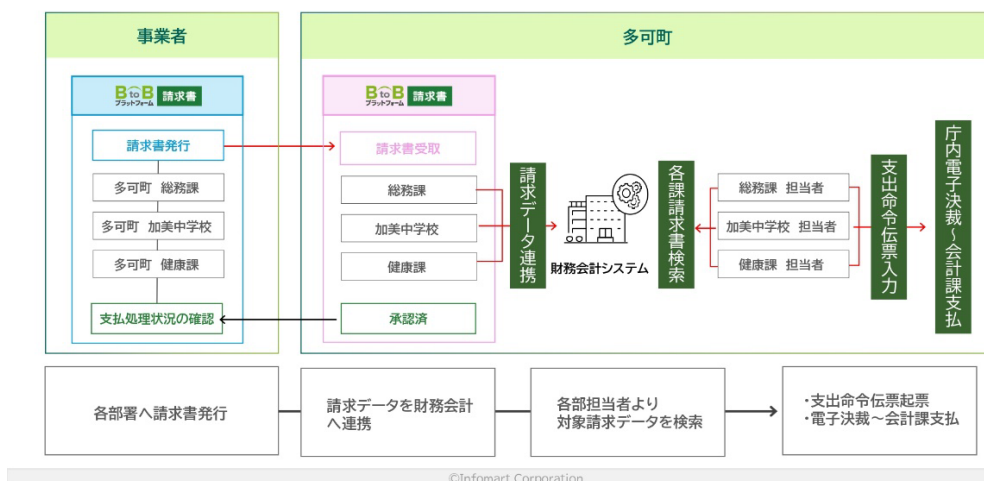 事業者
多可町
BtoB
プラットフォーム
請求書
BtoB
プラットフォーム
請求書
請求書発行
多可町 総務課
多可町 加美中学校
多可町 健康課
支払処理状況の確認
請求書受取
総務課
加美中学校
健康課
承認済
請求データ連携
財務会計システム
各課請求書検索
総務課 担当者
加美中学校 担当者
健康課 担当者
支出命令伝票入力
庁内電子決裁～会計課支払
各部署へ請求書発行
請求データを財務会計
へ連携
各部担当者より
対象請求データを検索
・支出命令伝票起票
・電子決裁～会計課支払
©Infomart Corporation